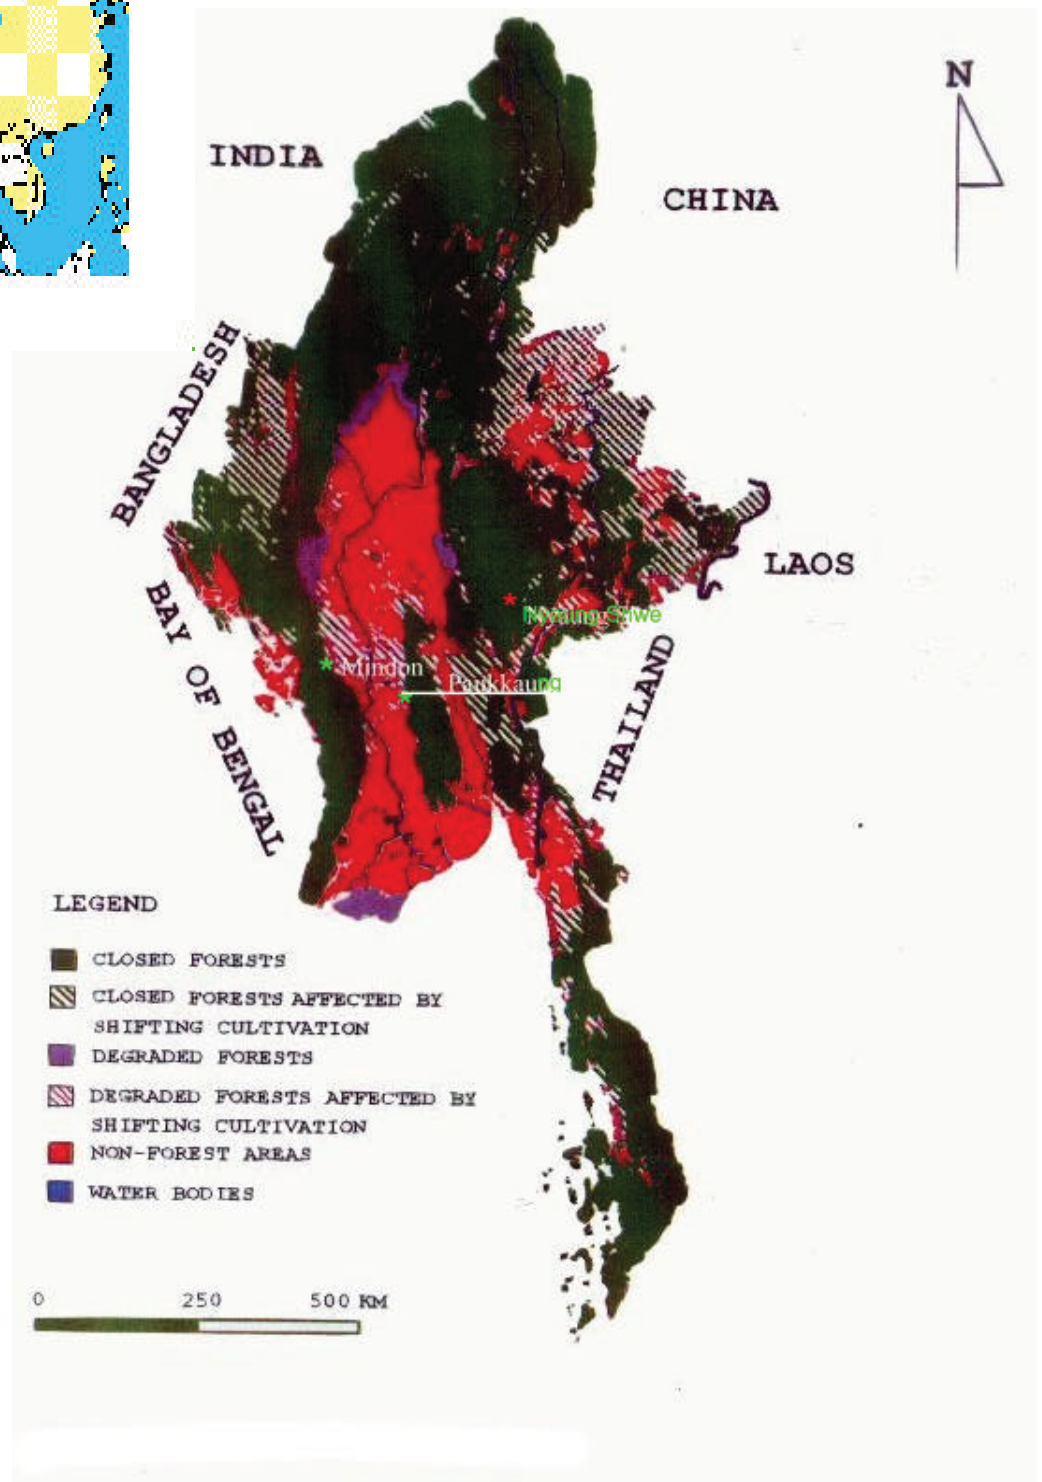 N
INDIA
CHINA
BANGLADESH
LAOS
Nyaung Shwe
BAY OF BENGAL
Mindon
Paukkaung
THAILAND
LEGEND
CLOSED FORESTS
CLOSED FORESTS AFFECTED BY
SHIFTING CULTIVATION
DEGRADED FORESTS
DEGRADED FORESTS AFFECTED BY
SHIFTING CULTIVATION
NON-FOREST AREAS
WATER BODIES
0 250 500 KM